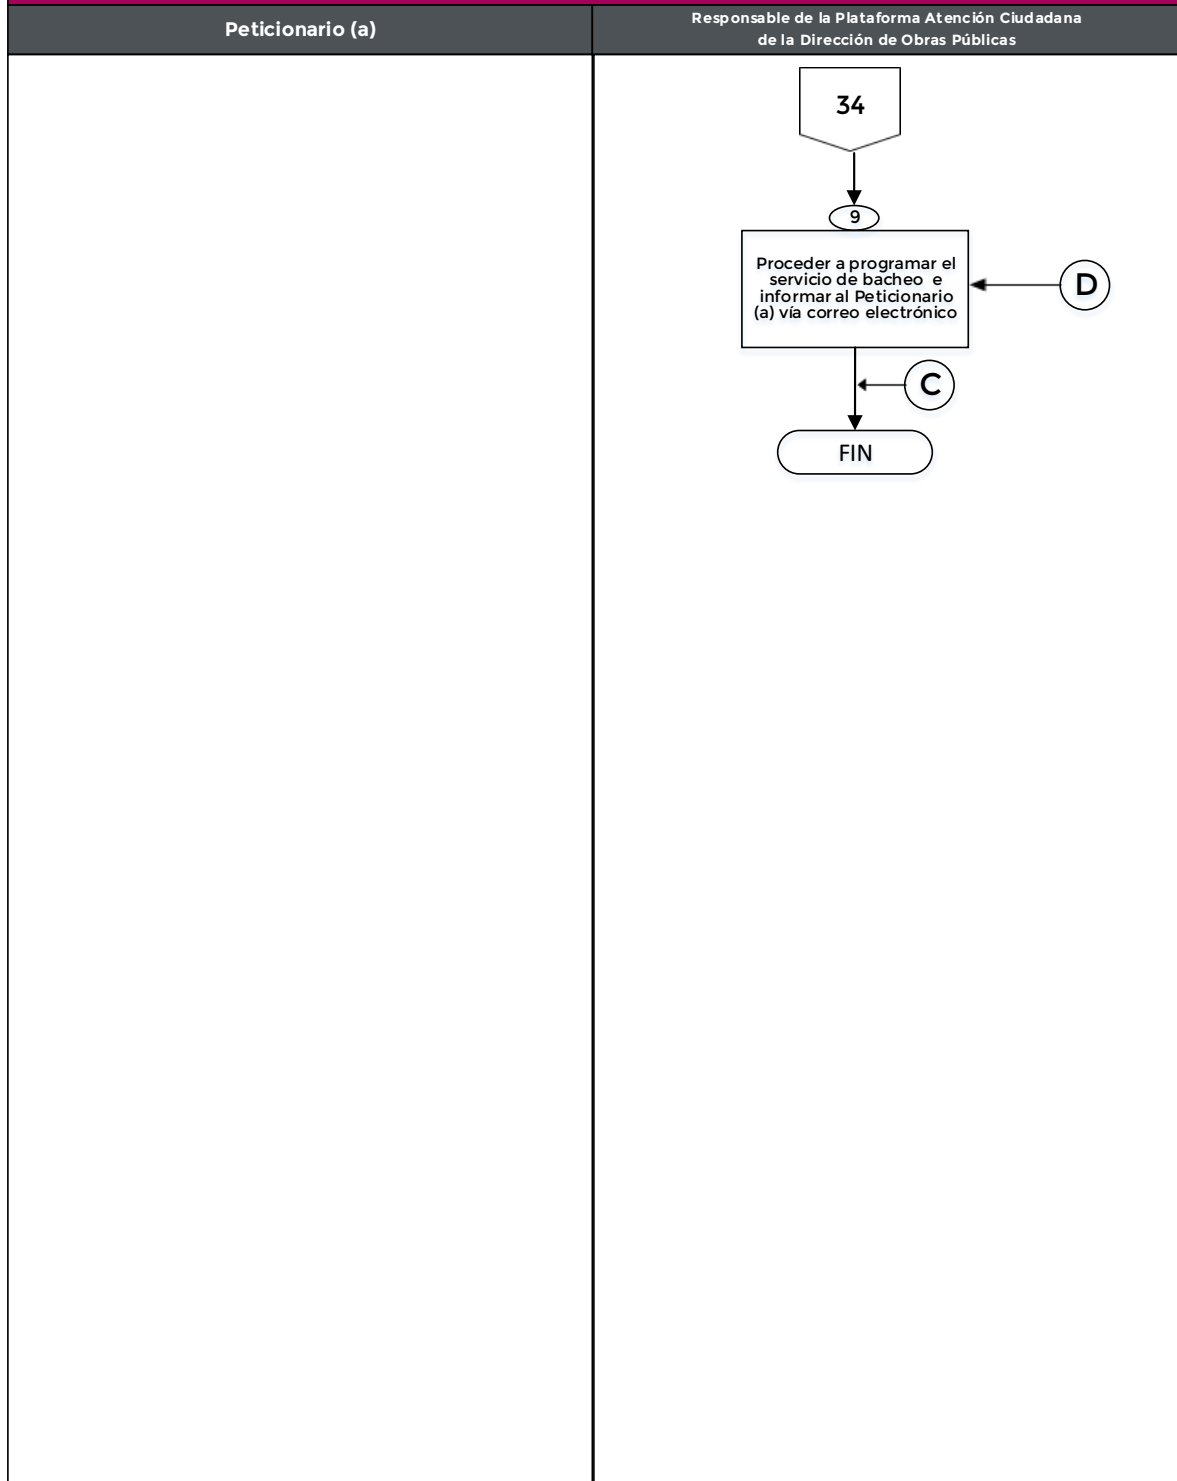 Peticionario (a)
Responsable de la Plataforma Atención Ciudadana
de la Dirección de Obras Públicas
34
9
Proceder a programar el
servicio de bacheo e
informar al Peticionario
(a) vía correo electrónico
D
C
FIN